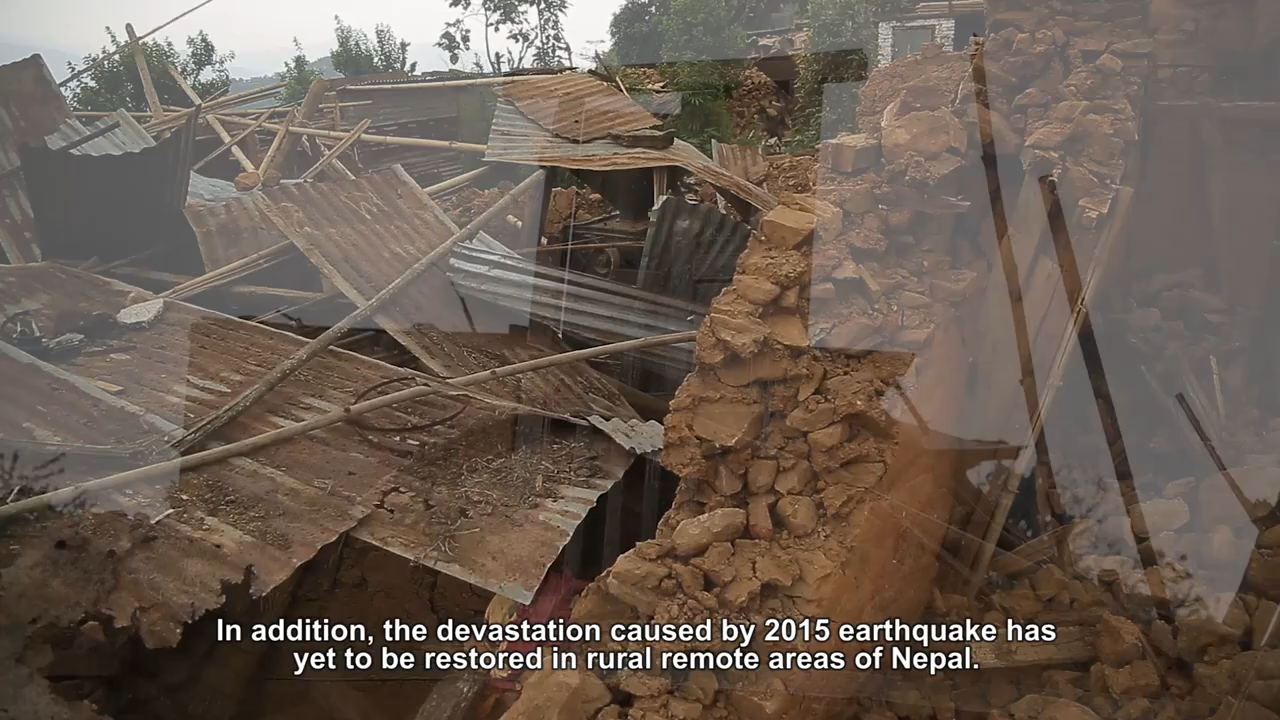 In addition, the devastation caused by 2015 earthquake has
yet to be restored in rural remote areas of Nepal.